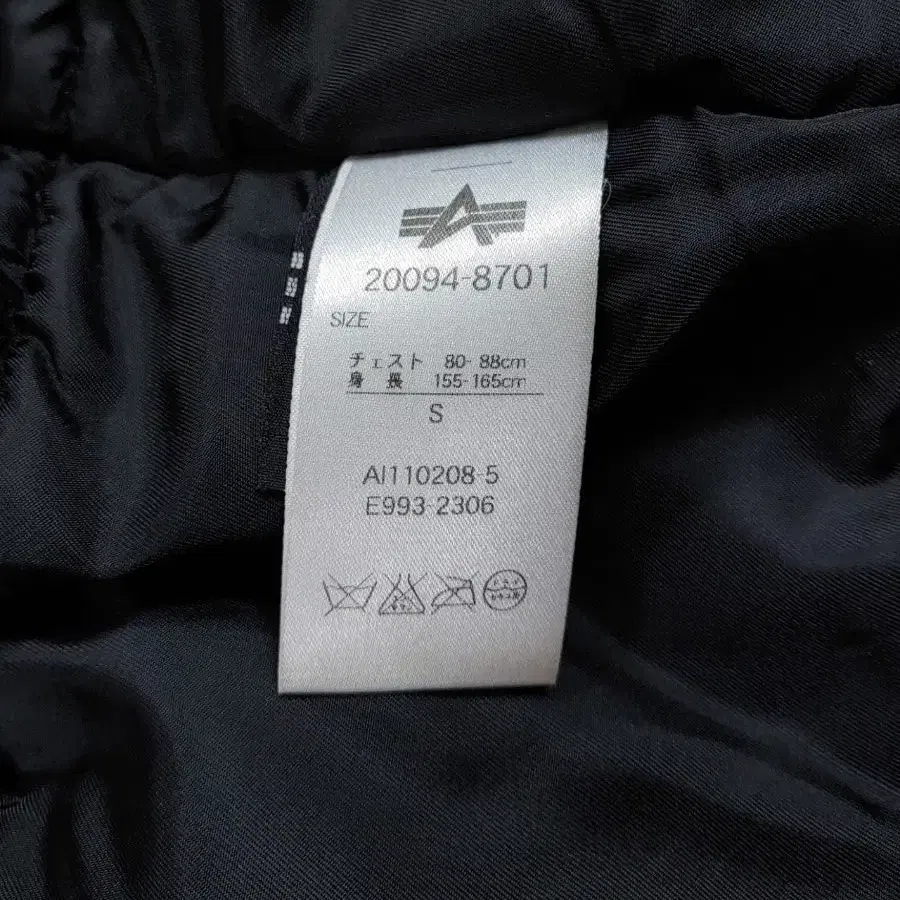 20094-8701
SIZE
チェスト 80-88cm
身 長 155-165cm
S
AI110208-5
E993-2306